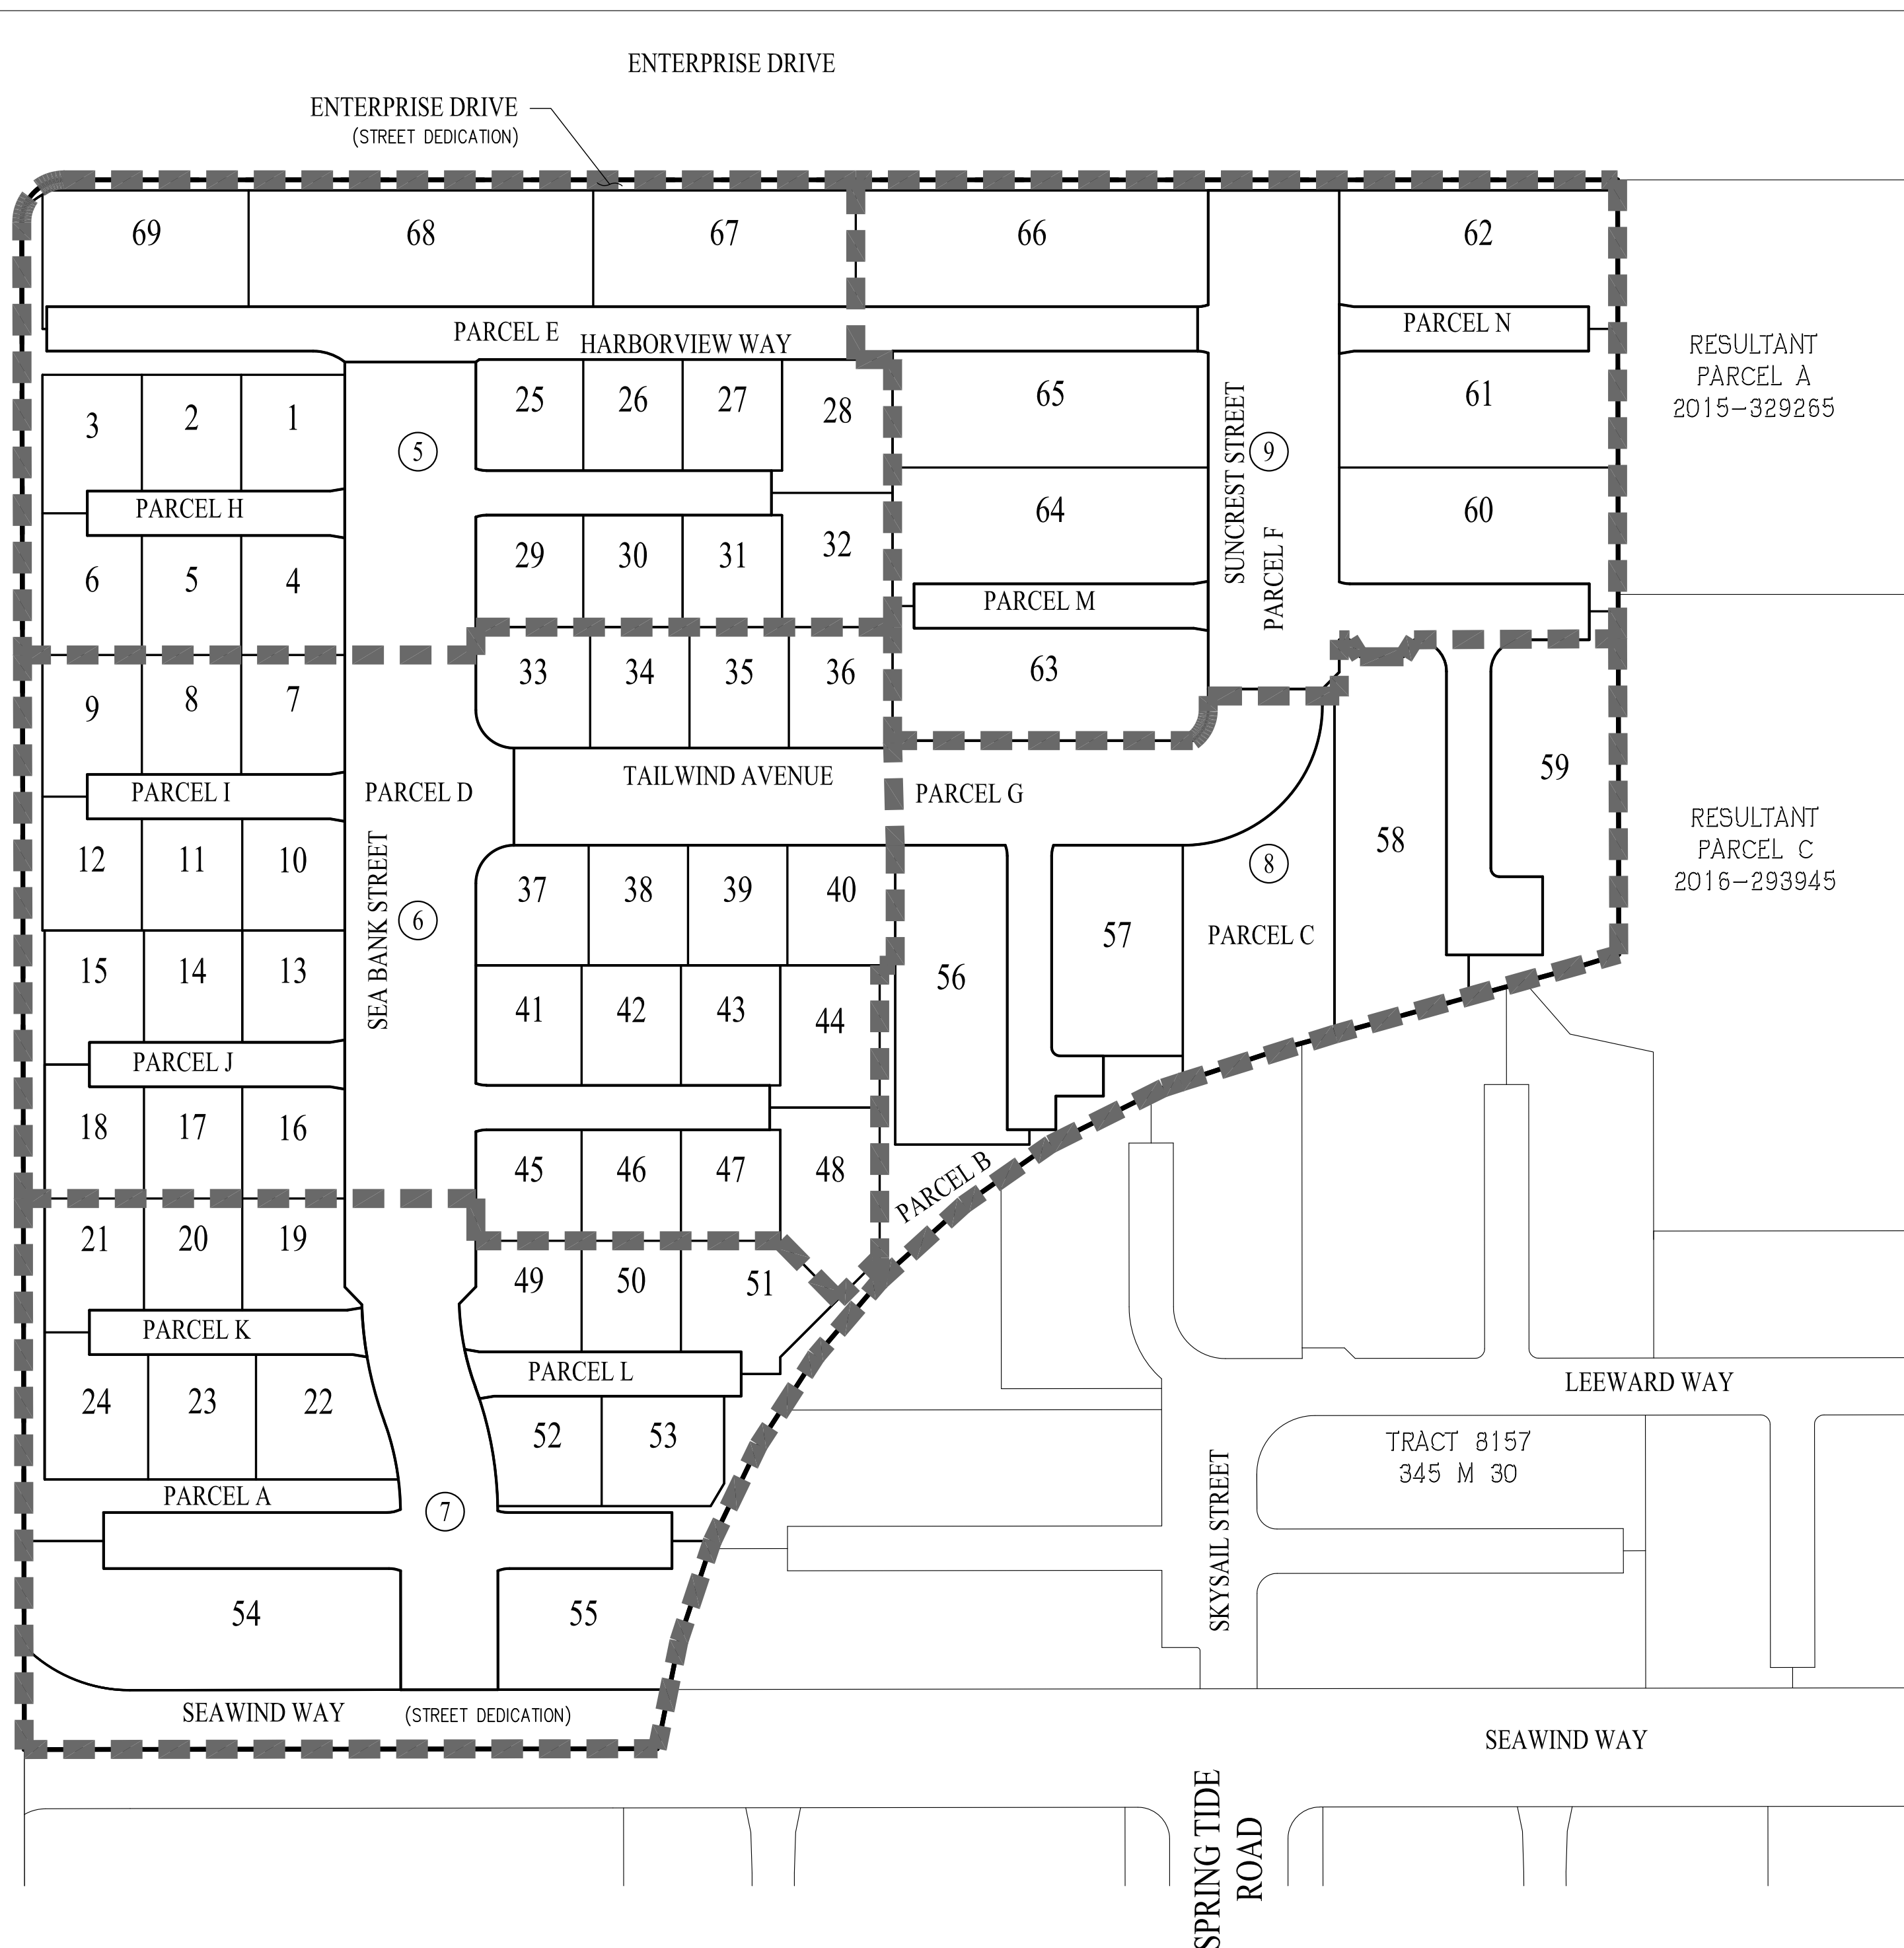 ENTERPRISE DRIVE
ENTERPRISE DRIVE
(STREET DEDICATION)
69
68
67
66
62
PARCEL E
HARBORVIEW WAY
PARCEL N
RESULTANT
PARCEL A
2015-329265
3
2
1
25
26
27
28
65
61
5
9
SUNCREST STREET
PARCEL F
PARCEL H
64
60
6
5
4
29
30
31
32
PARCEL M
63
9
8
7
33
34
35
36
59
PARCEL I
PARCEL D
TAILWIND AVENUE
PARCEL G
RESULTANT
PARCEL C
2016-293945
12
11
10
37
38
39
40
8
58
SEA BANK STREET
6
57
PARCEL C
56
15
14
13
41
42
43
44
PARCEL J
18
17
16
45
46
47
48
PARCEL B
21
20
19
49
50
51
PARCEL K
PARCEL L
LEEWARD WAY
24
23
22
52
53
TRACT 8157
345 M 30
PARCEL A
7
SKYSAIL STREET
54
55
SEAWIND WAY
(STREET DEDICATION)
SEAWIND WAY
SPRING TIDE
ROAD